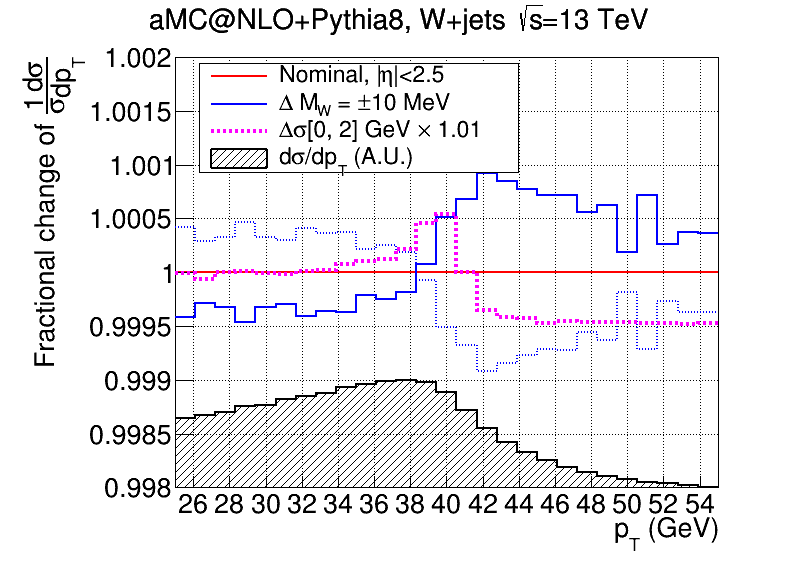 aMC@NLO+Pythia8, W+jets √s=13 TeV
Fractional change of 1/σ dσ/dp_T
1.002
1.0015
1.001
1.0005
1
0.9995
0.999
0.9985
0.998
Nominal, |η|<2.5
Δ M_W = ±10 MeV
Δσ[0, 2] GeV × 1.01
dσ/dp_T (A.U.)
26 28 30 32 34 36 38 40 42 44 46 48 50 52 54
p_T (GeV)